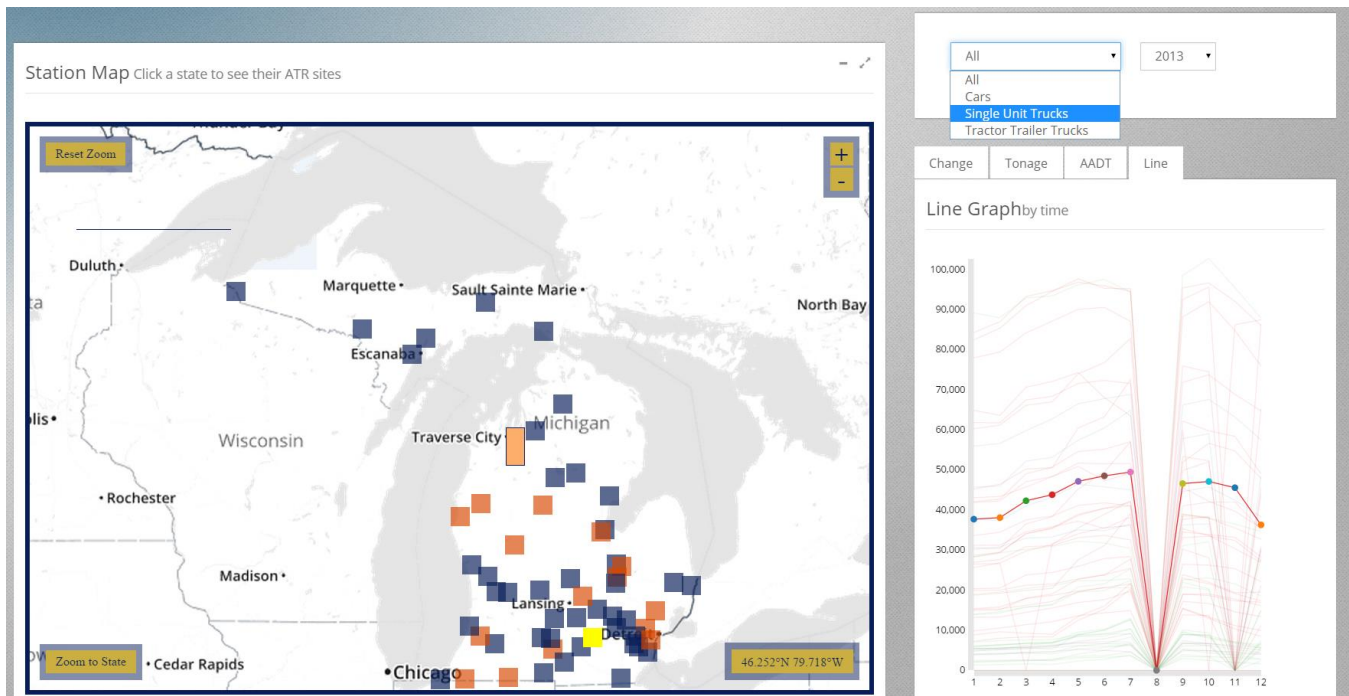 Station Map Click a state to see their ATR sites
Reset Zoom
+
-
Duluth
Marquette
Sault Sainte Marie
North Bay
Escanaba
Michigan
Traverse City
Wisconsin
Rochester
Madison
Lansing
Detroit
Cedar Rapids
Chicago
Zoom to State
46.252°N 79.718°W
All
2013
All
Cars
Single Unit Trucks
Tractor Trailer Trucks
Change Tonage AADT Line
Line Graph by time
100,000
90,000
80,000
70,000
60,000
50,000
40,000
30,000
20,000
10,000
0
1 2 3 4 5 6 7 8 9 10 11 12